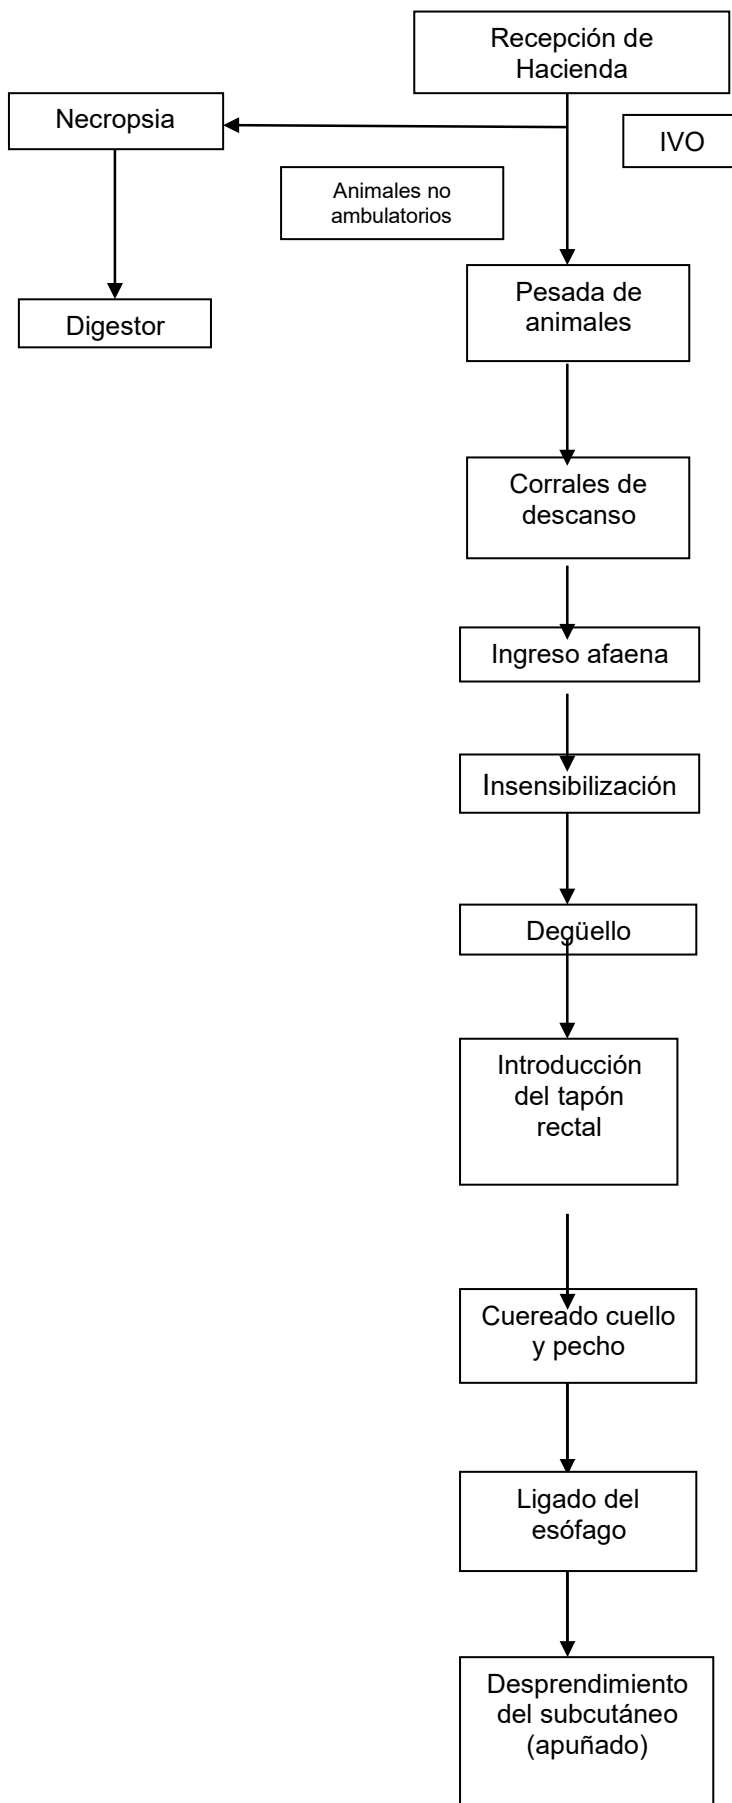 Recepción de
Hacienda
Necropsia
IVO
Animales no
ambulatorios
Pesada de
animales
Digestor
Corrales de
descanso
Ingreso afaena
Insensibilización
Degüello
Introducción
del tapón
rectal
Cuereado cuello
y pecho
Ligado del
esófago
Desprendimiento
del subcutáneo
(apuñado)